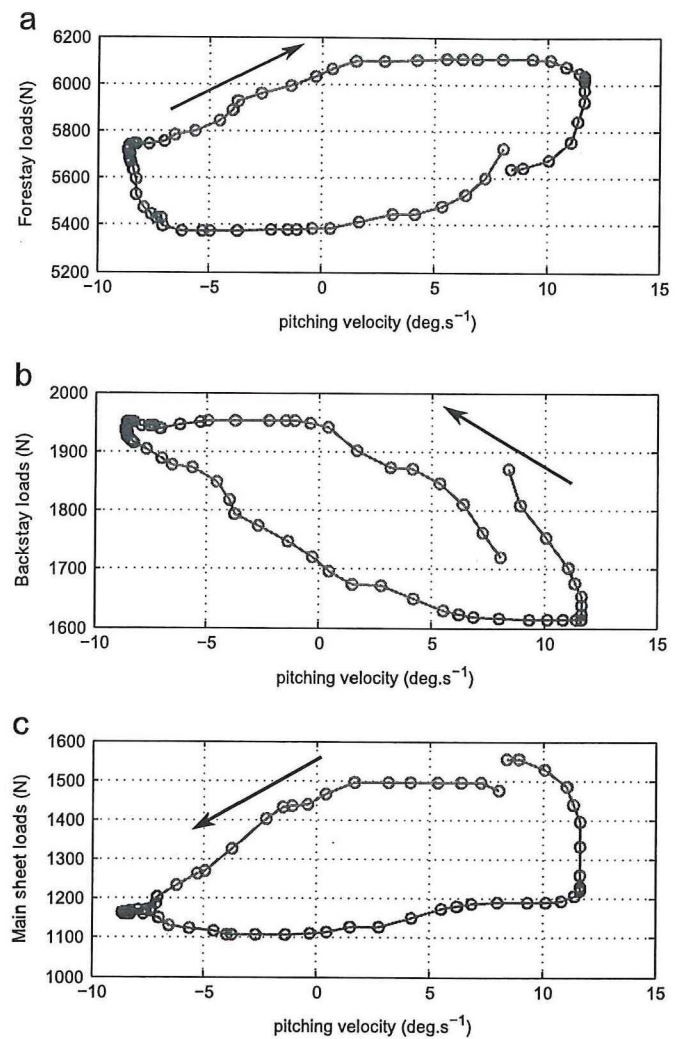 a
6200
6000
5800
5600
5400
5200
Forestay loads(N)
−10 −5 0 5 10 15
pitching velocity (deg.s⁻¹)
b
2000
1900
1800
1700
1600
Backstay loads (N)
−10 −5 0 5 10 15
pitching velocity (deg.s⁻¹)
c
1600
1500
1400
1300
1200
1100
1000
Main sheet loads (N)
−10 −5 0 5 10 15
pitching velocity (deg.s⁻¹)